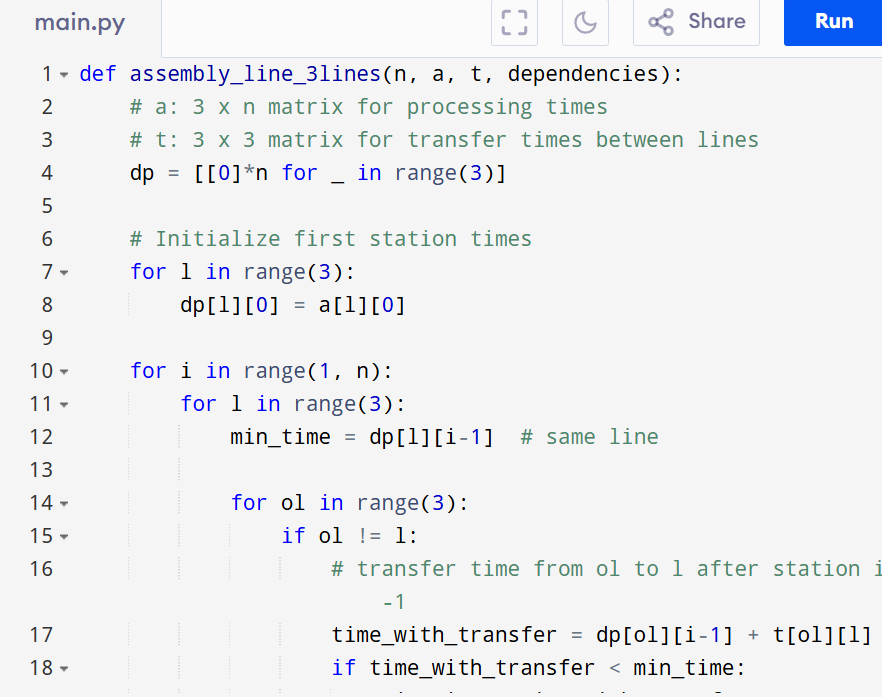 main.py
Share
Run
1 def assembly_line_3lines(n, a, t, dependencies):
2     # a: 3 x n matrix for processing times
3     # t: 3 x 3 matrix for transfer times between lines
4     dp = [[0]*n for _ in range(3)]
5
6     # Initialize first station times
7     for l in range(3):
8         dp[l][0] = a[l][0]
9
10     for i in range(1, n):
11         for l in range(3):
12             min_time = dp[l][i-1]  # same line
13
14             for ol in range(3):
15                 if ol != l:
16                     # transfer time from ol to l after station i
-1
17                     time_with_transfer = dp[ol][i-1] + t[ol][l]
18                     if time_with_transfer < min_time: